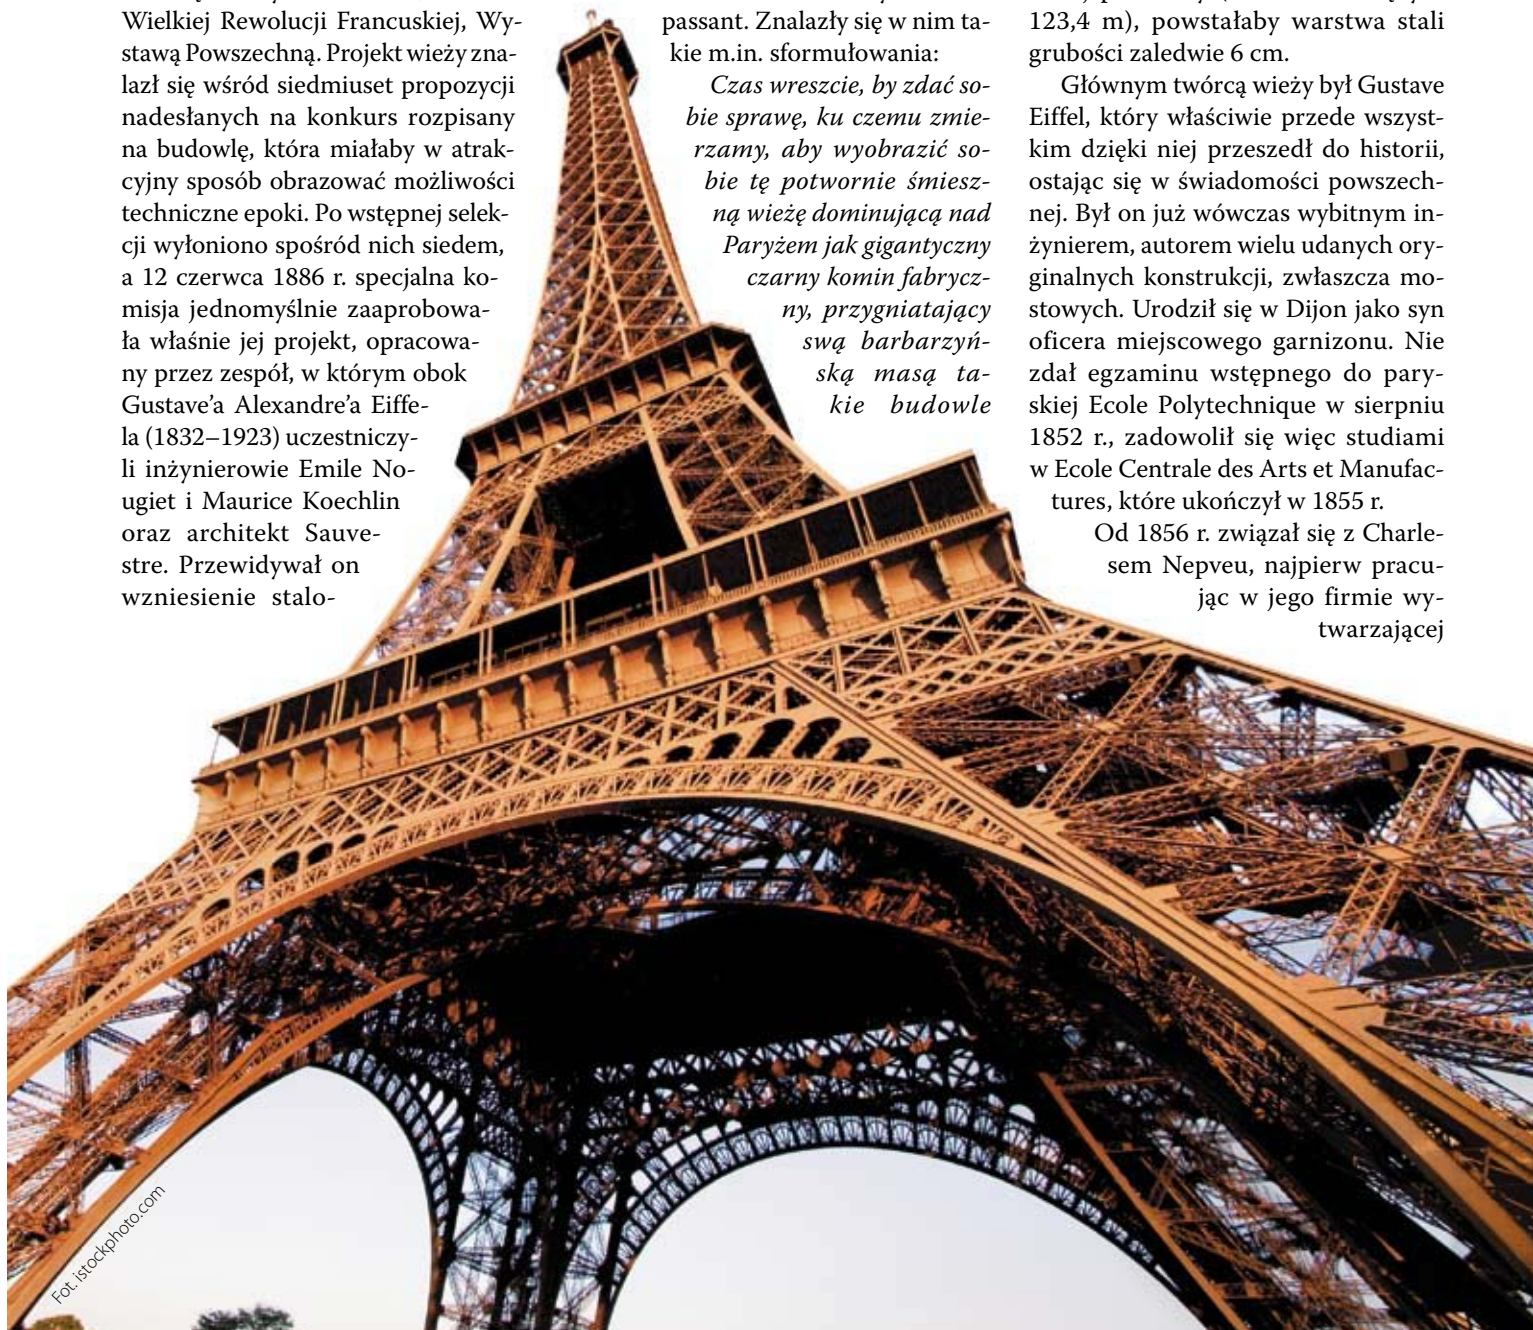 Wielkiej Rewolucji Francuskiej, Wy-
stawą Powszechną. Projekt wieży zna-
lazł się wśród siedmiuset propozycji
nadesłanych na konkurs rozpisany
na budowlę, która miałaby w atrak-
cyjny sposób obrazować możliwości
techniczne epoki. Po wstępnej selek-
cji wyłoniono spośród nich siedem,
a 12 czerwca 1886 r. specjalna ko-
misja jednomyślnie zaaprobowa-
ła właśnie jej projekt, opracowa-
ny przez zespół, w którym obok
Gustave’a Alexandre’a Eiffe-
la (1832–1923) uczestniczy-
li inżynierowie Emile No-
ugiet i Maurice Koechlin
oraz architekt Sauve-
stre. Przewidywał on
wzniesienie stalo-
passant. Znalazły się w nim ta-
kie m.in. sformułowania:
Czas wreszcie, by zdać so-
bie sprawę, ku czemu zmie-
rzamy, aby wyobrazić so-
bie tę potwornie śmiesz-
ną wieżę dominującą nad
Paryżem jak gigantyczny
czarny komin fabrycz-
ny, przygniatający
swą barbarzyń-
ską masą ta-
kie budowle
123,4 m), powstałaby warstwa stali
grubości zaledwie 6 cm.
Głównym twórcą wieży był Gustave
Eiffel, który właściwie przede wszyst-
kim dzięki niej przeszedł do historii,
ostając się w świadomości powszech-
nej. Był on już wówczas wybitnym in-
żynierem, autorem wielu udanych ory-
ginalnych konstrukcji, zwłaszcza mo-
stowych. Urodził się w Dijon jako syn
oficera miejscowego garnizonu. Nie
zdał egzaminu wstępnego do pary-
skiej Ecole Polytechnique w sierpniu
1852 r., zadowolił się więc studiami
w Ecole Centrale des Arts et Manufac-
tures, które ukończył w 1855 r.
Od 1856 r. związał się z Charle-
sem Nepveu, najpierw pracu-
jąc w jego firmie wy-
twarzającej
Fot. istockphoto.com